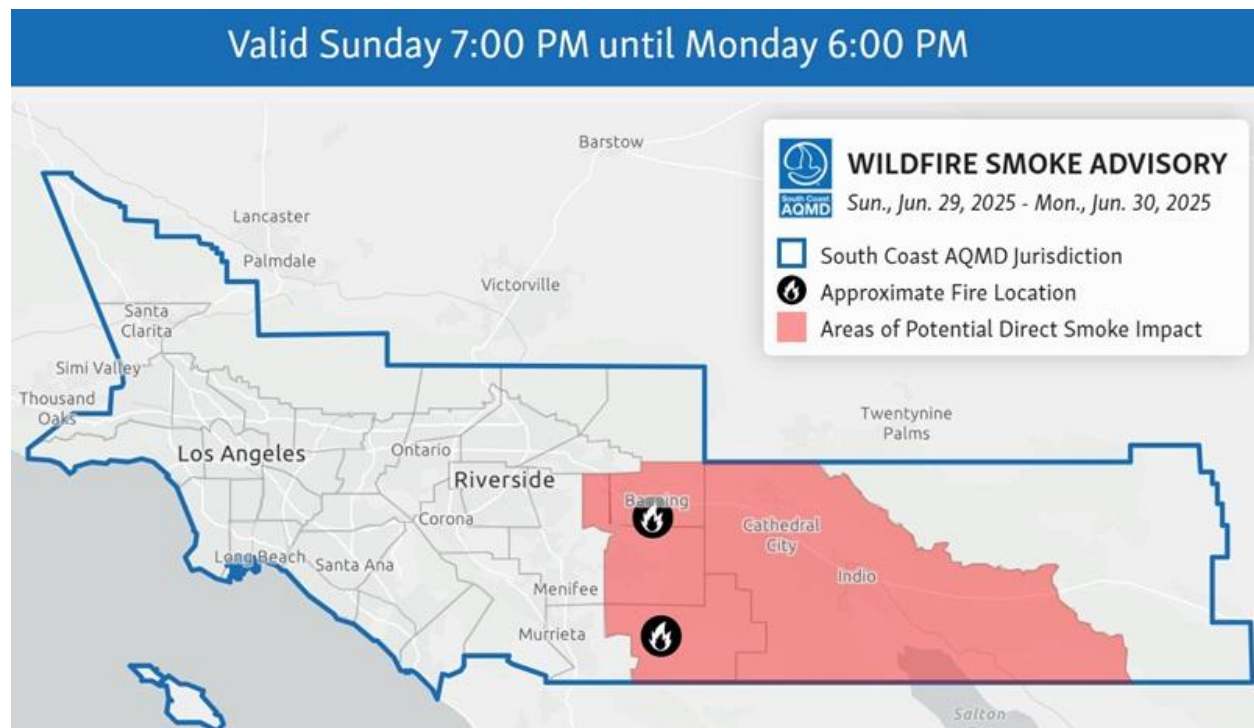 Valid Sunday 7:00 PM until Monday 6:00 PM
WILDFIRE SMOKE ADVISORY
South Coast
AQMD
Sun., Jun. 29, 2025 - Mon., Jun. 30, 2025
South Coast AQMD Jurisdiction
Approximate Fire Location
Areas of Potential Direct Smoke Impact
Barstow
Lancaster
Palmdale
Victorville
Santa
Clarita
Simi Valley
Thousand
Oaks
Twentynine
Palms
Los Angeles
Ontario
Riverside
Banning
Corona
Cathedral
City
Long Beach
Santa Ana
Indio
Menifee
Murrieta
Salton